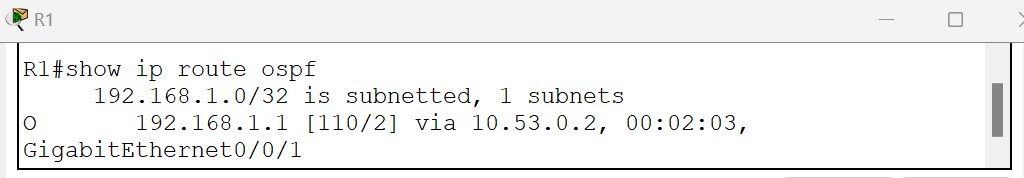 R1
R1#show ip route ospf
192.168.1.0/32 is subnetted, 1 subnets
O 192.168.1.1 [110/2] via 10.53.0.2, 00:02:03,
GigabitEthernet0/0/1